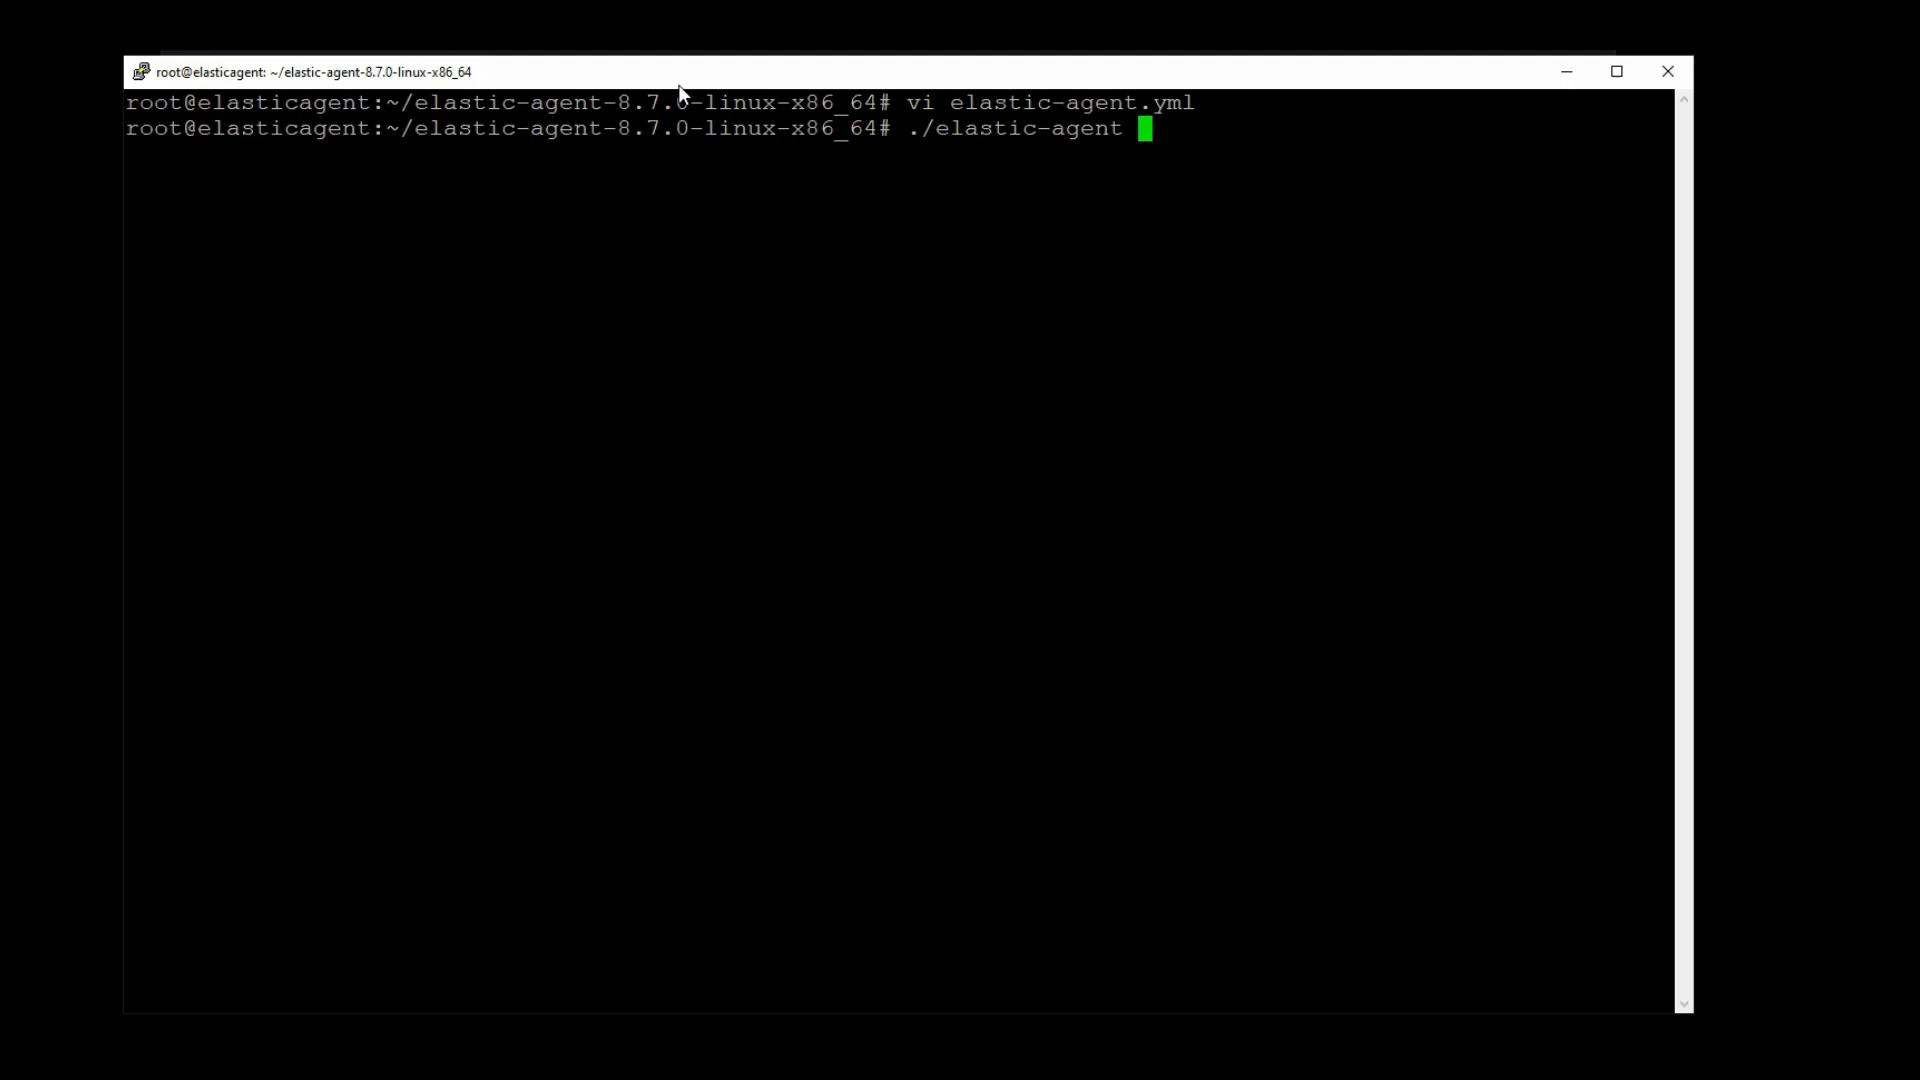 root@elasticagent: ~/elastic-agent-8.7.0-linux-x86_64
root@elasticagent:~/elastic-agent-8.7.0-linux-x86_64# vi elastic-agent.yml
root@elasticagent:~/elastic-agent-8.7.0-linux-x86_64# ./elastic-agent